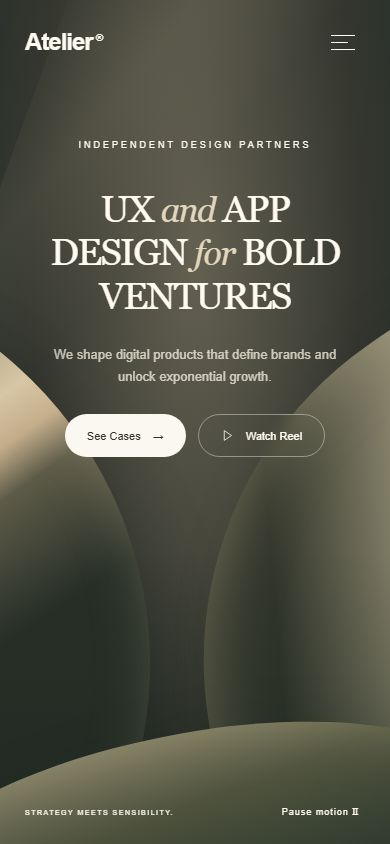 Atelier®
INDEPENDENT DESIGN PARTNERS
UX and APP
DESIGN for BOLD
VENTURES
We shape digital products that define brands and
unlock exponential growth.
See Cases →
Watch Reel
STRATEGY MEETS SENSIBILITY.
Pause motion II